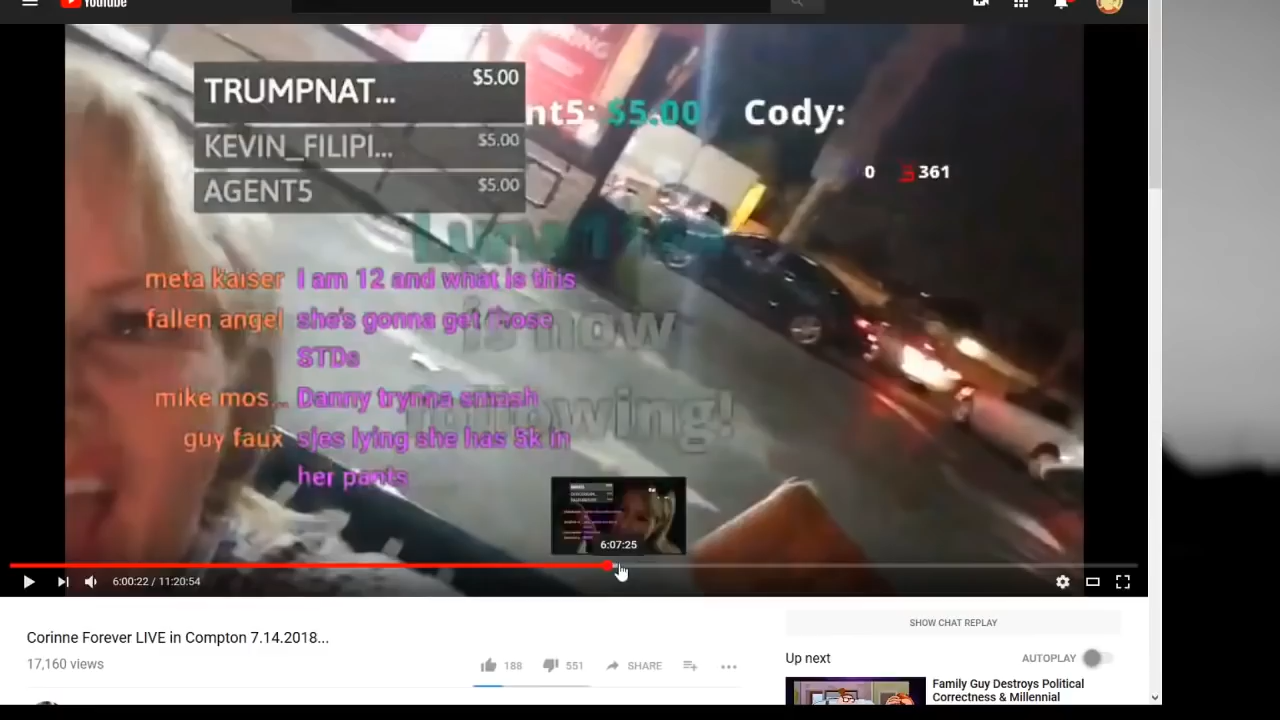 YouTube
TRUMPNAT... $5.00
KEVIN_FILIPI... $5.00
AGENT5 $5.00
nt5: $5.00 Cody:
0 361
is now
meta kaiser I am 12 and what is this
fallen angel she's gonna get those
STDs
mike mos... Danny trynna smash
guy faux sjes lying she has 5k in
her pants
6:07:25
6:00:22 / 11:20:54
Corinne Forever LIVE in Compton 7.14.2018...
17,160 views
188 551 SHARE
SHOW CHAT REPLAY
Up next AUTOPLAY
Family Guy Destroys Political
Correctness & Millennial